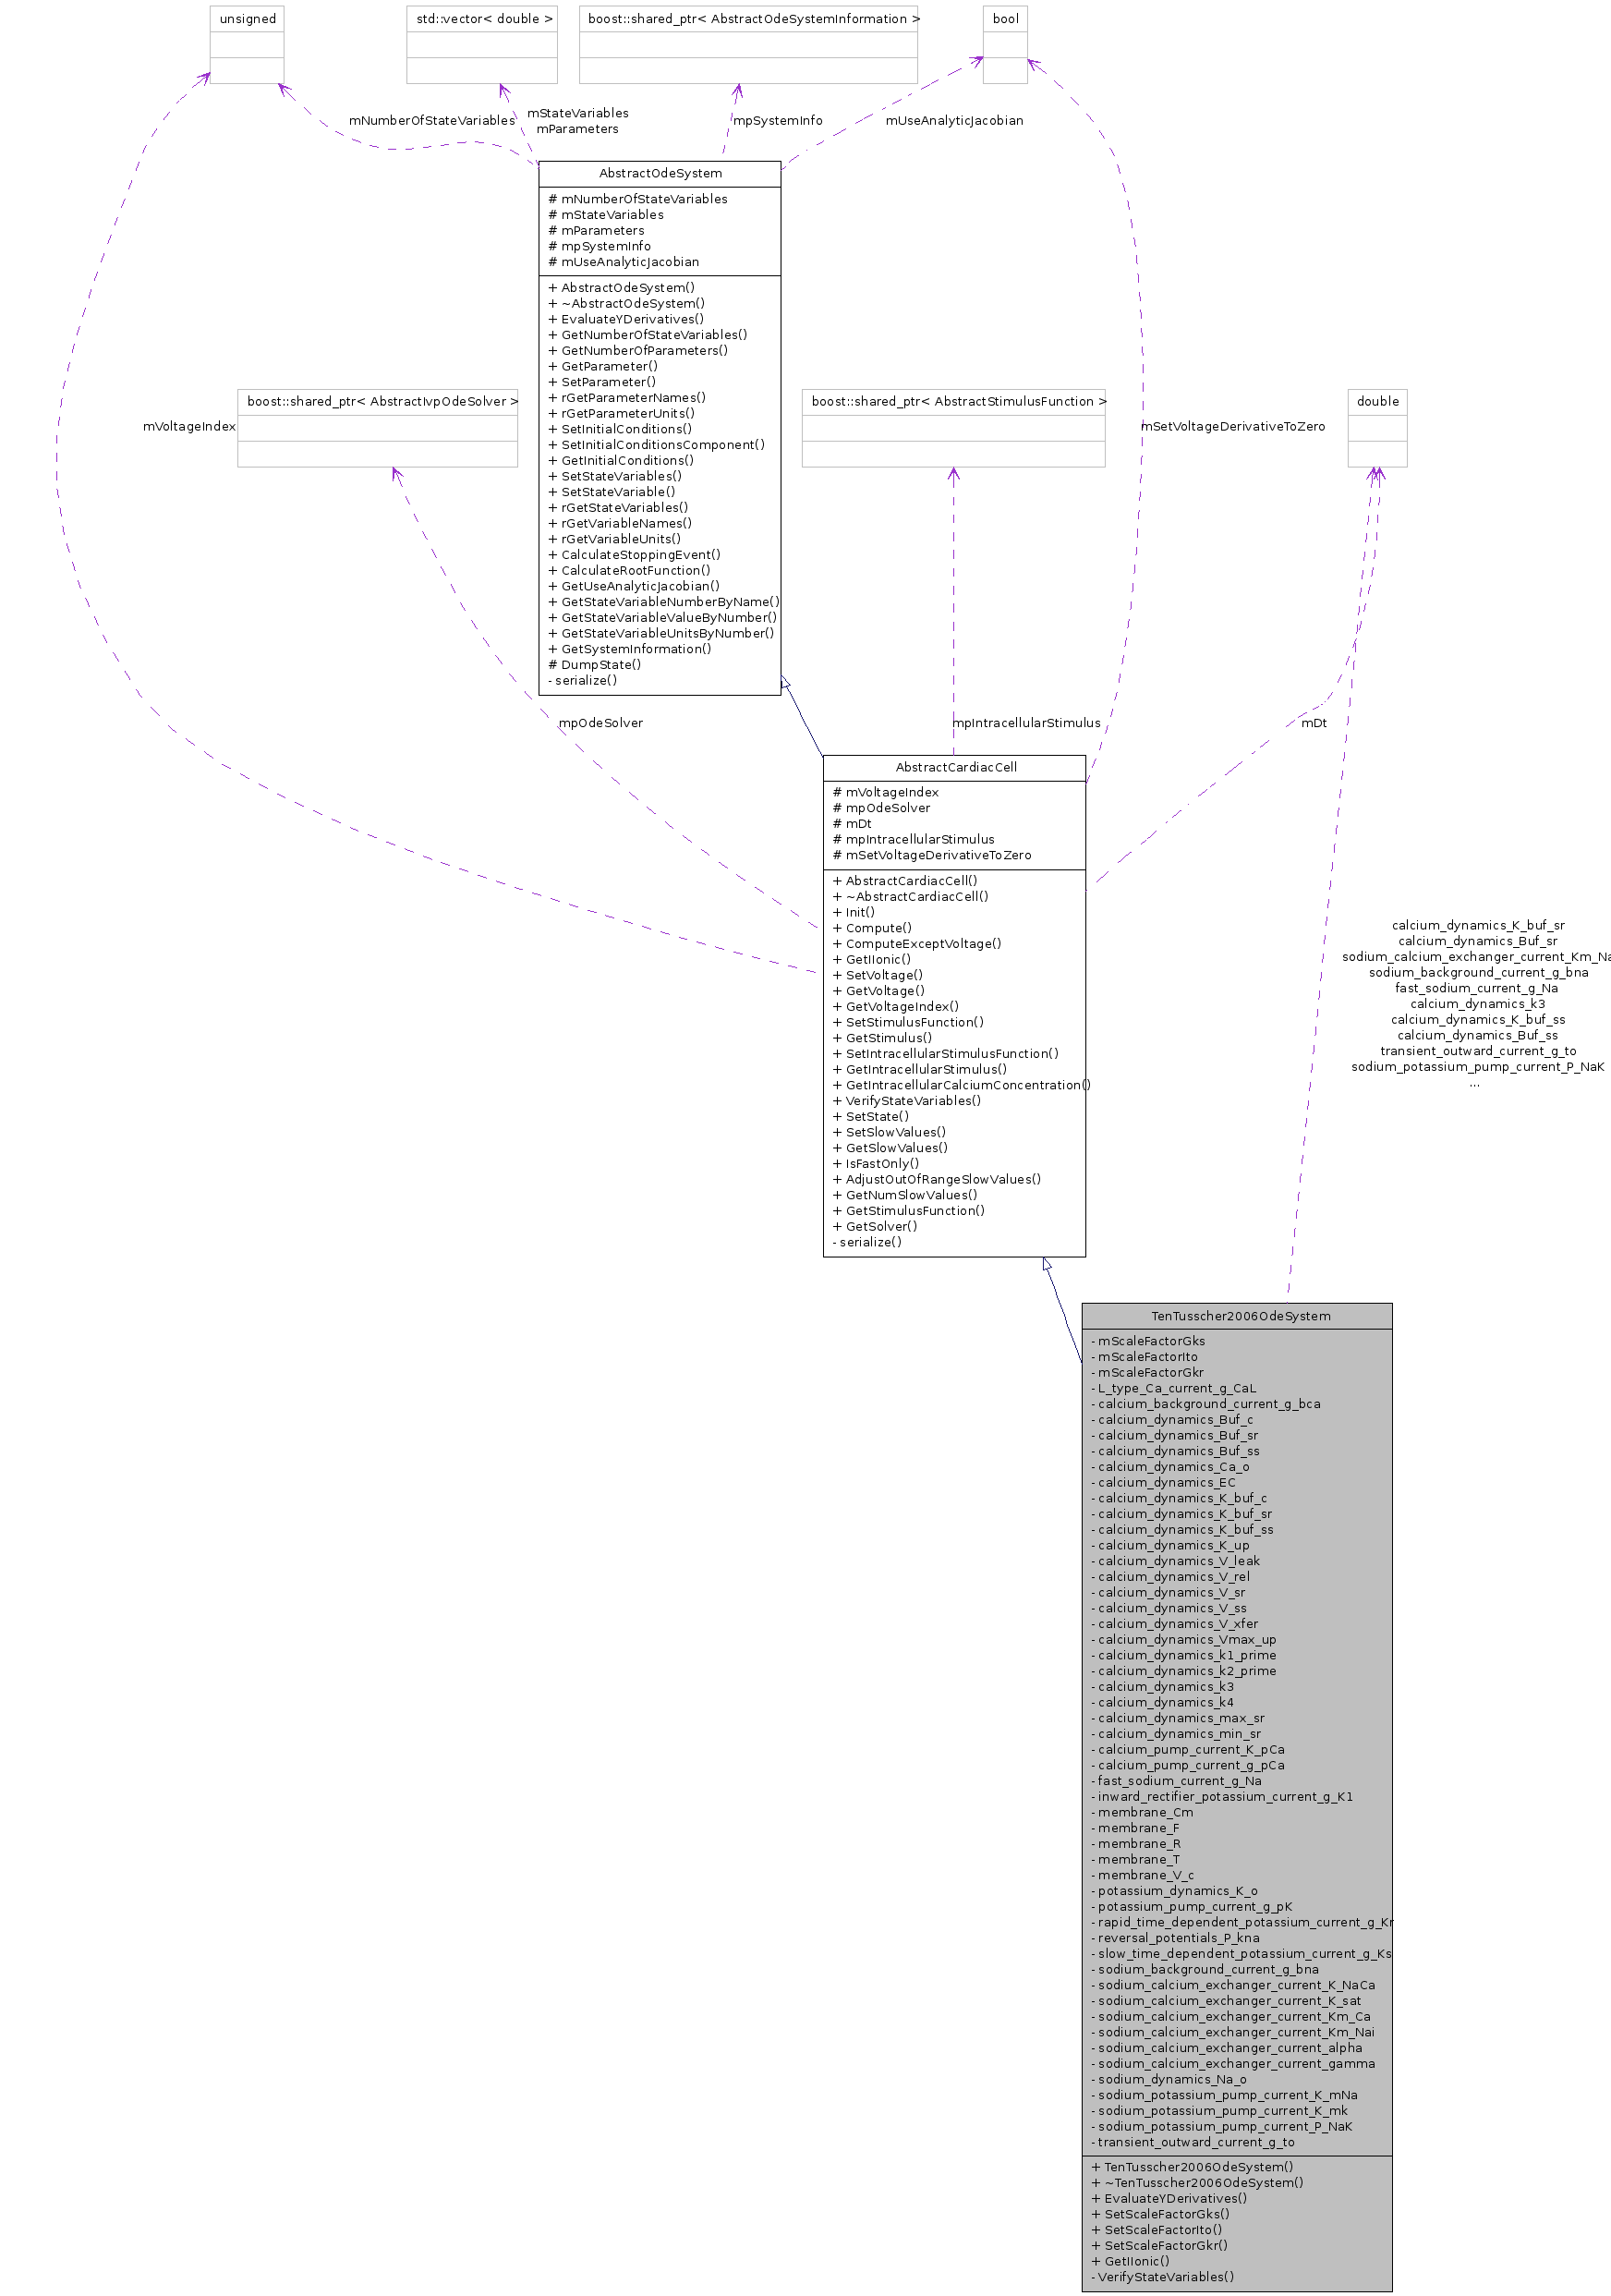 unsigned
std::vector< double >
boost::shared_ptr< AbstractOdeSystemInformation >
bool
mNumberOfStateVariables
mStateVariables
mParameters
mpSystemInfo
mUseAnalyticJacobian
AbstractOdeSystem
# mNumberOfStateVariables
# mStateVariables
# mParameters
# mpSystemInfo
# mUseAnalyticJacobian
+ AbstractOdeSystem()
+ ~AbstractOdeSystem()
+ EvaluateYDerivatives()
+ GetNumberOfStateVariables()
+ GetNumberOfParameters()
+ GetParameter()
+ SetParameter()
+ rGetParameterNames()
+ rGetParameterUnits()
+ SetInitialConditions()
+ SetInitialConditionsComponent()
+ GetInitialConditions()
+ SetStateVariables()
+ SetStateVariable()
+ rGetStateVariables()
+ rGetVariableNames()
+ rGetVariableUnits()
+ CalculateStoppingEvent()
+ CalculateRootFunction()
+ GetUseAnalyticJacobian()
+ GetStateVariableNumberByName()
+ GetStateVariableValueByNumber()
+ GetStateVariableUnitsByNumber()
+ GetSystemInformation()
# DumpState()
- serialize()
mVoltageIndex
boost::shared_ptr< AbstractIvpOdeSolver >
boost::shared_ptr< AbstractStimulusFunction >
mSetVoltageDerivativeToZero
double
mpOdeSolver
mpIntracellularStimulus
mDt
AbstractCardiacCell
# mVoltageIndex
# mpOdeSolver
# mDt
# mpIntracellularStimulus
# mSetVoltageDerivativeToZero
+ AbstractCardiacCell()
+ ~AbstractCardiacCell()
+ Init()
+ Compute()
+ ComputeExceptVoltage()
+ GetIIonic()
+ SetVoltage()
+ GetVoltage()
+ GetVoltageIndex()
+ SetStimulusFunction()
+ GetStimulus()
+ SetIntracellularStimulusFunction()
+ GetIntracellularStimulus()
+ GetIntracellularCalciumConcentration()
+ VerifyStateVariables()
+ SetState()
+ SetSlowValues()
+ GetSlowValues()
+ IsFastOnly()
+ AdjustOutOfRangeSlowValues()
+ GetNumSlowValues()
+ GetStimulusFunction()
+ GetSolver()
- serialize()
calcium_dynamics_K_buf_sr
calcium_dynamics_Buf_sr
sodium_calcium_exchanger_current_Km_Na
sodium_background_current_g_bna
fast_sodium_current_g_Na
calcium_dynamics_k3
calcium_dynamics_K_buf_ss
calcium_dynamics_Buf_ss
transient_outward_current_g_to
sodium_potassium_pump_current_P_NaK
...
TenTusscher2006OdeSystem
- mScaleFactorGks
- mScaleFactorIto
- mScaleFactorGkr
- L_type_Ca_current_g_CaL
- calcium_background_current_g_bca
- calcium_dynamics_Buf_c
- calcium_dynamics_Buf_sr
- calcium_dynamics_Buf_ss
- calcium_dynamics_Ca_o
- calcium_dynamics_EC
- calcium_dynamics_K_buf_c
- calcium_dynamics_K_buf_sr
- calcium_dynamics_K_buf_ss
- calcium_dynamics_K_up
- calcium_dynamics_V_leak
- calcium_dynamics_V_rel
- calcium_dynamics_V_sr
- calcium_dynamics_V_ss
- calcium_dynamics_V_xfer
- calcium_dynamics_Vmax_up
- calcium_dynamics_k1_prime
- calcium_dynamics_k2_prime
- calcium_dynamics_k3
- calcium_dynamics_k4
- calcium_dynamics_max_sr
- calcium_dynamics_min_sr
- calcium_pump_current_K_pCa
- calcium_pump_current_g_pCa
- fast_sodium_current_g_Na
- inward_rectifier_potassium_current_g_K1
- membrane_Cm
- membrane_F
- membrane_R
- membrane_T
- membrane_V_c
- potassium_dynamics_K_o
- potassium_pump_current_g_pK
- rapid_time_dependent_potassium_current_g_Kr
- reversal_potentials_P_kna
- slow_time_dependent_potassium_current_g_Ks
- sodium_background_current_g_bna
- sodium_calcium_exchanger_current_K_NaCa
- sodium_calcium_exchanger_current_K_sat
- sodium_calcium_exchanger_current_Km_Ca
- sodium_calcium_exchanger_current_Km_Nai
- sodium_calcium_exchanger_current_alpha
- sodium_calcium_exchanger_current_gamma
- sodium_dynamics_Na_o
- sodium_potassium_pump_current_K_mNa
- sodium_potassium_pump_current_K_mk
- sodium_potassium_pump_current_P_NaK
- transient_outward_current_g_to
+ TenTusscher2006OdeSystem()
+ ~TenTusscher2006OdeSystem()
+ EvaluateYDerivatives()
+ SetScaleFactorGks()
+ SetScaleFactorIto()
+ SetScaleFactorGkr()
+ GetIIonic()
- VerifyStateVariables()